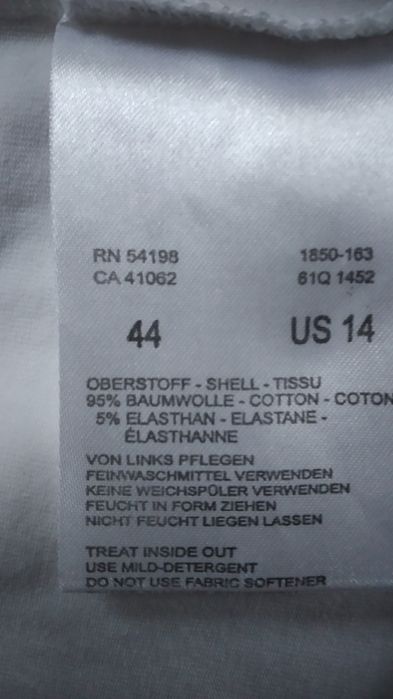 RN 54198 1850-163
CA 41062 61Q 1452
44 US 14
OBERSTOFF - SHELL - TISSU
95% BAUMWOLLE - COTTON - COTON
5% ELASTHAN - ELASTANE -
ÉLASTHANNE
VON LINKS PFLEGEN
FEINWASCHMITTEL VERWENDEN
KEINE WEICHSPÜLER VERWENDEN
FEUCHT IN FORM ZIEHEN
NICHT FEUCHT LIEGEN LASSEN
TREAT INSIDE OUT
USE MILD-DETERGENT
DO NOT USE FABRIC SOFTENER